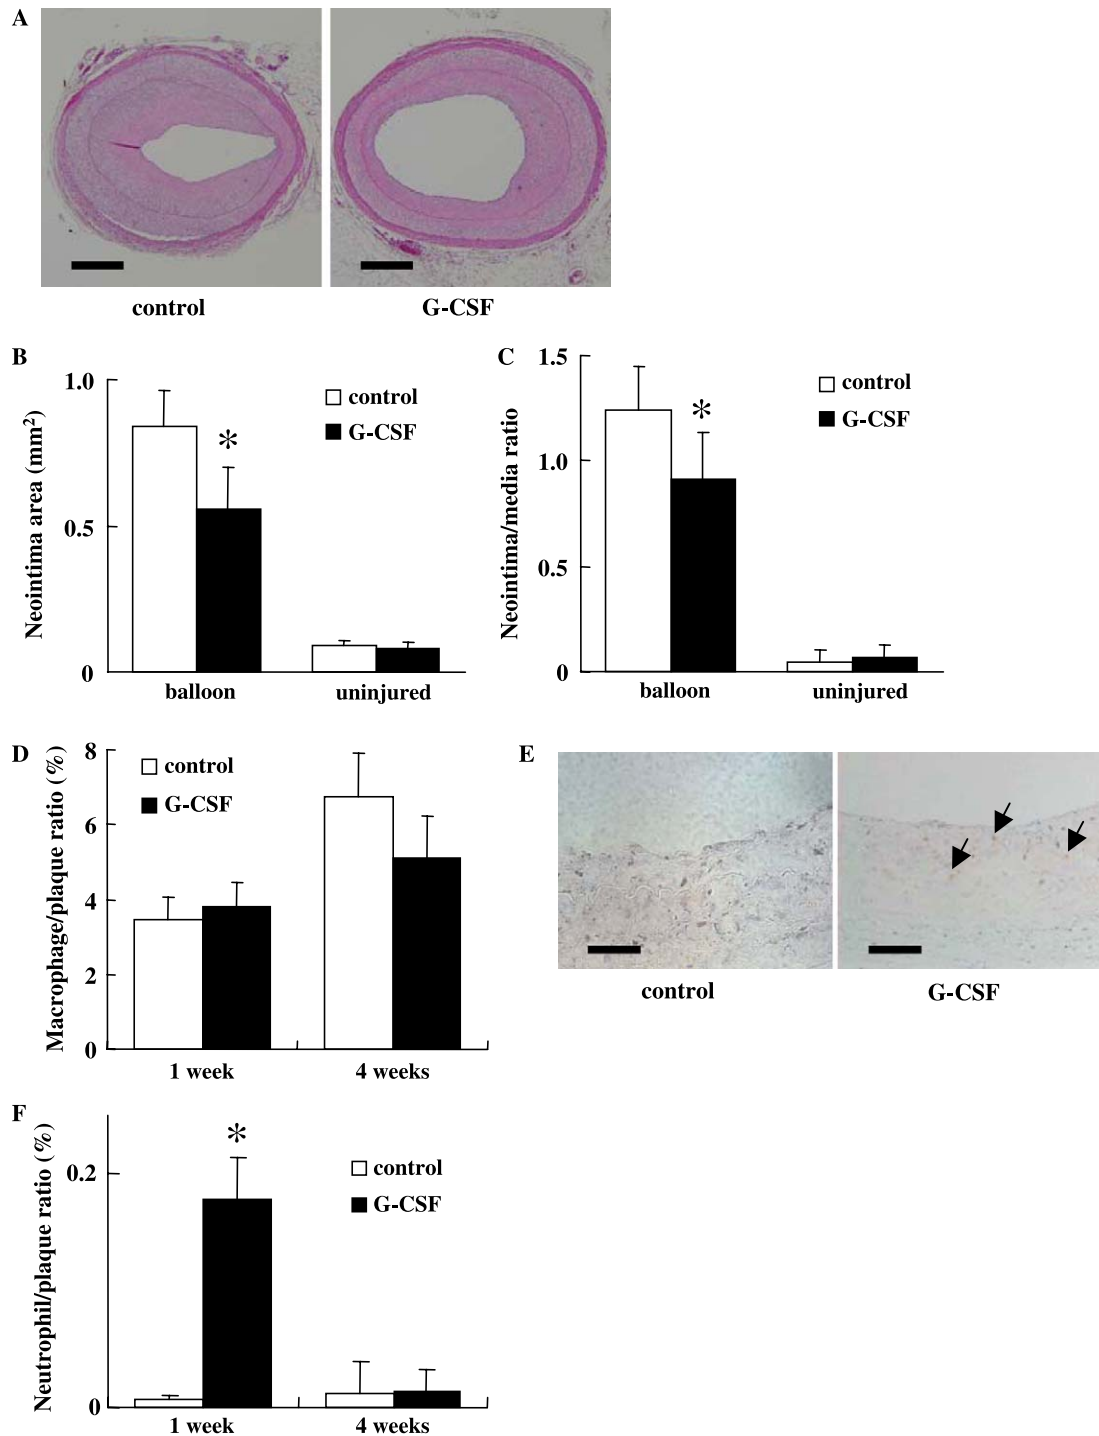 A
control
G-CSF
B
Neointima area (mm²)
1.0
0.5
0
control
G-CSF
*
balloon
uninjured
C
Neointima/media ratio
1.5
1.0
0.5
0
control
G-CSF
*
balloon
uninjured
D
Macrophage/plaque ratio (%)
8
6
4
2
0
control
G-CSF
1 week
4 weeks
E
control
G-CSF
F
Neutrophil/plaque ratio (%)
0.2
0
*
control
G-CSF
1 week
4 weeks